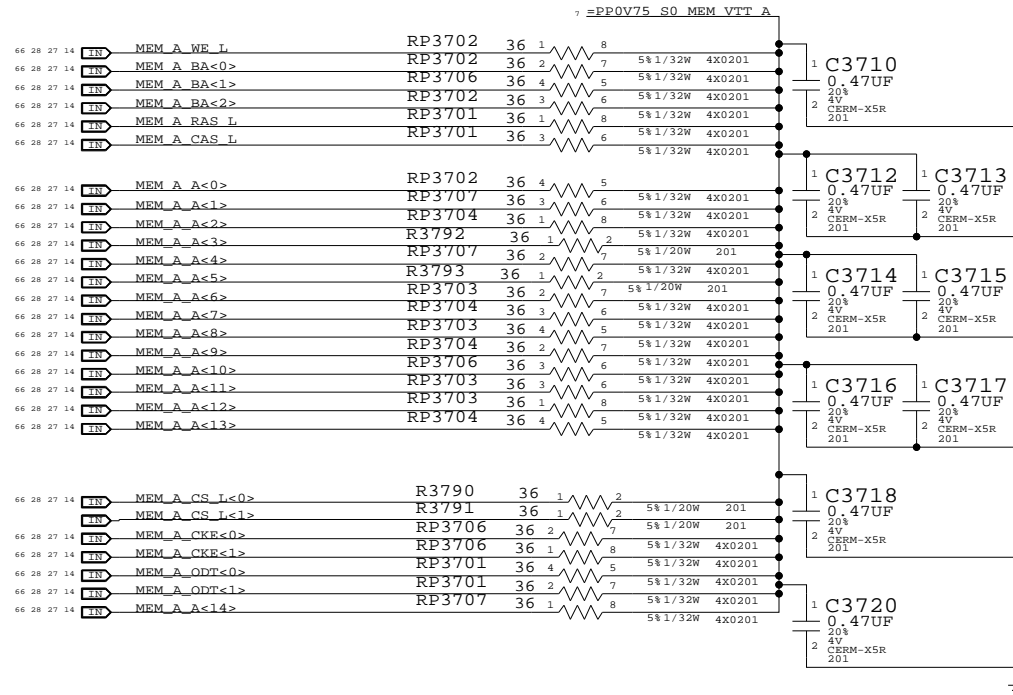 7 =PP0V75_S0_MEM_VTT_A
66 28 27 14 IN MEM_A_WE_L RP3702 36 1 8 5% 1/32W 4X0201
66 28 27 14 IN MEM_A_BA<0> RP3702 36 2 7 5% 1/32W 4X0201
66 28 27 14 IN MEM_A_BA<1> RP3706 36 4 5 5% 1/32W 4X0201
66 28 27 14 IN MEM_A_BA<2> RP3702 36 3 6 5% 1/32W 4X0201
66 28 27 14 IN MEM_A_RAS_L RP3701 36 1 8 5% 1/32W 4X0201
66 28 27 14 IN MEM_A_CAS_L RP3701 36 3 6 5% 1/32W 4X0201
1 C3710
0.47UF
20%
4V
2 CERM-X5R
201
66 28 27 14 IN MEM_A_A<0> RP3702 36 4 5 5% 1/32W 4X0201
66 28 27 14 IN MEM_A_A<1> RP3707 36 3 6 5% 1/32W 4X0201
66 28 27 14 IN MEM_A_A<2> RP3704 36 1 8 5% 1/32W 4X0201
66 28 27 14 IN MEM_A_A<3> R3792 36 1 2 5% 1/20W 201
66 28 27 14 IN MEM_A_A<4> RP3707 36 2 7 5% 1/32W 4X0201
66 28 27 14 IN MEM_A_A<5> R3793 36 1 2 5% 1/20W 201
66 28 27 14 IN MEM_A_A<6> RP3703 36 2 7 5% 1/32W 4X0201
66 28 27 14 IN MEM_A_A<7> RP3704 36 3 6 5% 1/32W 4X0201
66 28 27 14 IN MEM_A_A<8> RP3703 36 4 5 5% 1/32W 4X0201
66 28 27 14 IN MEM_A_A<9> RP3704 36 2 7 5% 1/32W 4X0201
66 28 27 14 IN MEM_A_A<10> RP3706 36 3 6 5% 1/32W 4X0201
66 28 27 14 IN MEM_A_A<11> RP3703 36 3 6 5% 1/32W 4X0201
66 28 27 14 IN MEM_A_A<12> RP3703 36 1 8 5% 1/32W 4X0201
66 28 27 14 IN MEM_A_A<13> RP3704 36 4 5 5% 1/32W 4X0201
1 C3712 1 C3713
0.47UF 0.47UF
20% 20%
4V 4V
2 CERM-X5R 2 CERM-X5R
201 201
1 C3714 1 C3715
0.47UF 0.47UF
20% 20%
4V 4V
2 CERM-X5R 2 CERM-X5R
201 201
1 C3716 1 C3717
0.47UF 0.47UF
20% 20%
4V 4V
2 CERM-X5R 2 CERM-X5R
201 201
66 28 27 14 IN MEM_A_CS_L<0> R3790 36 1 2 5% 1/20W 201
IN MEM_A_CS_L<1> R3791 36 1 2 5% 1/20W 201
66 28 27 14 IN MEM_A_CKE<0> RP3706 36 2 7 5% 1/32W 4X0201
66 28 27 14 IN MEM_A_CKE<1> RP3706 36 1 8 5% 1/32W 4X0201
66 28 27 14 IN MEM_A_ODT<0> RP3701 36 4 5 5% 1/32W 4X0201
66 28 27 14 IN MEM_A_ODT<1> RP3701 36 2 7 5% 1/32W 4X0201
66 28 27 14 IN MEM_A_A<14> RP3707 36 1 8 5% 1/32W 4X0201
1 C3718
0.47UF
20%
4V
2 CERM-X5R
201
1 C3720
0.47UF
20%
4V
2 CERM-X5R
201